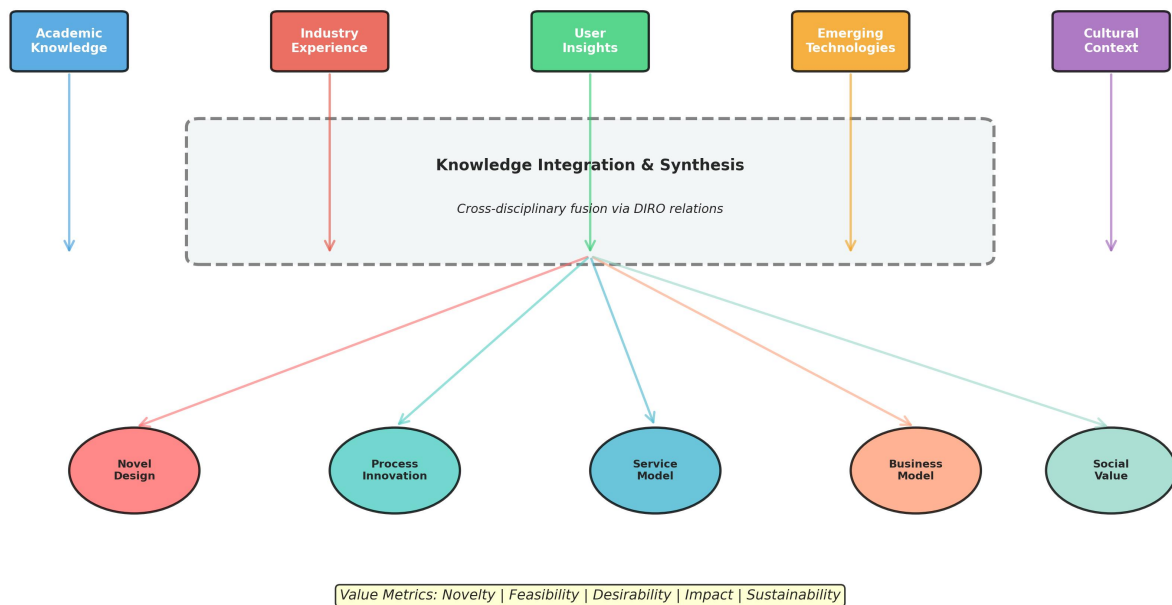 Academic
Knowledge
Industry
Experience
User
Insights
Emerging
Technologies
Cultural
Context
Knowledge Integration & Synthesis
Cross-disciplinary fusion via DIRO relations
Novel
Design
Process
Innovation
Service
Model
Business
Model
Social
Value
Value Metrics: Novelty | Feasibility | Desirability | Impact | Sustainability